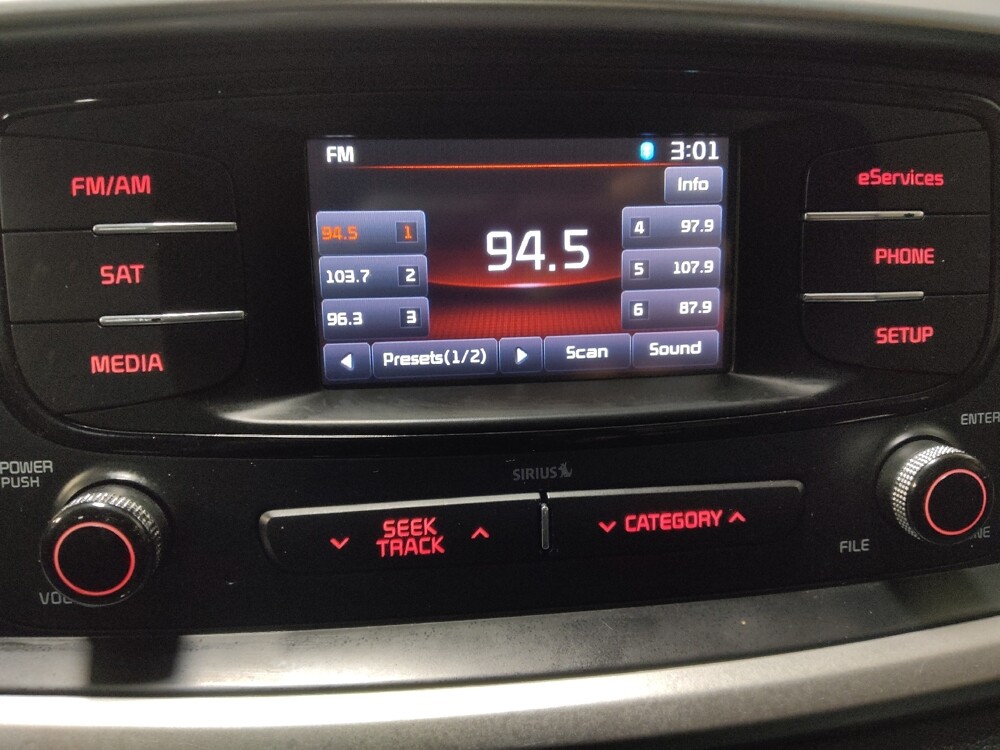 FM
3:01
Info
94.5 1
103.7 2
96.3 3
94.5
4 97.9
5 107.9
6 87.9
Presets(1/2)
Scan
Sound
FM/AM
SAT
MEDIA
eServices
PHONE
SETUP
POWER
PUSH
SIRIUS
SEEK
TRACK
CATEGORY
ENTER
FILE